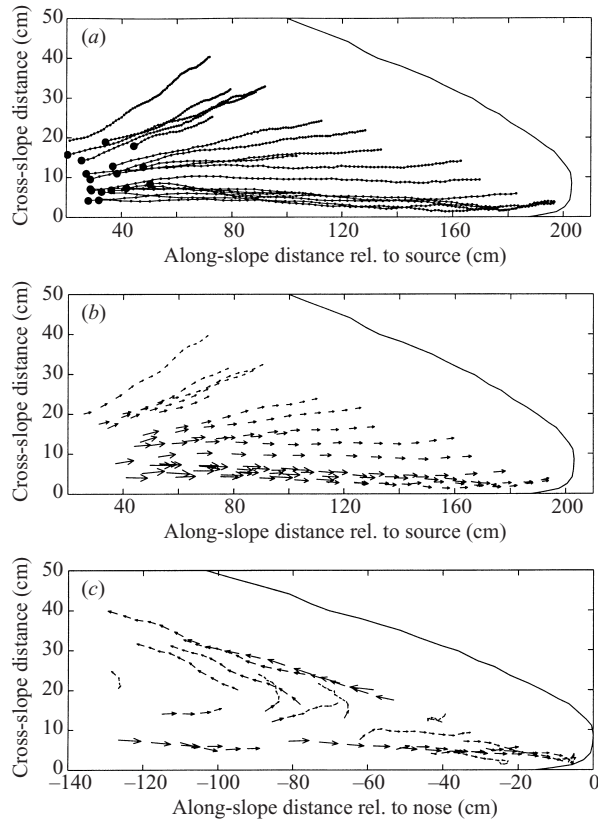 50
(a)
40
30
20
10
0
Cross-slope distance (cm)
40 80 120 160 200
Along-slope distance rel. to source (cm)
50
(b)
40
30
20
10
0
Cross-slope distance (cm)
40 80 120 160 200
Along-slope distance rel. to source (cm)
50
(c)
40
30
20
10
0
Cross-slope distance (cm)
−140 −120 −100 −80 −60 −40 −20 0
Along-slope distance rel. to nose (cm)